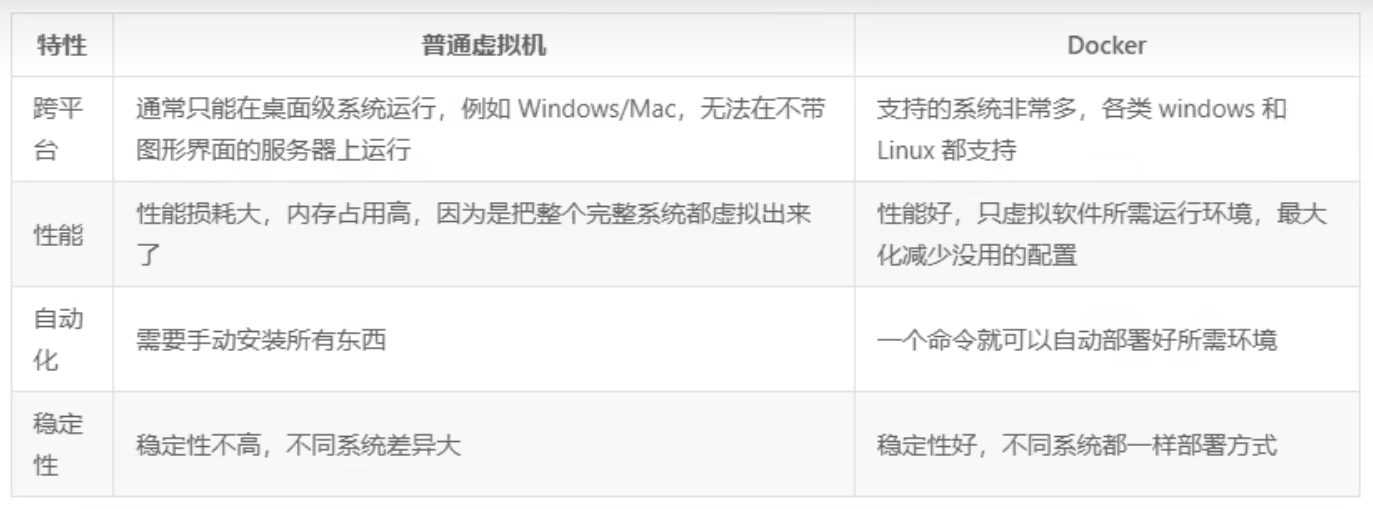 特性 普通虚拟机 Docker
跨平台 通常只能在桌面级系统运行，例如 Windows/Mac，无法在不带图形界面的服务器上运行 支持的系统非常多，各类 windows 和 Linux 都支持
性能 性能损耗大，内存占用高，因为是把整个完整系统都虚拟出来了 性能好，只虚拟软件所需运行环境，最大化减少没用的配置
自动化 需要手动安装所有东西 一个命令就可以自动部署好所需环境
稳定性 稳定性不高，不同系统差异大 稳定性好，不同系统都一样部署方式